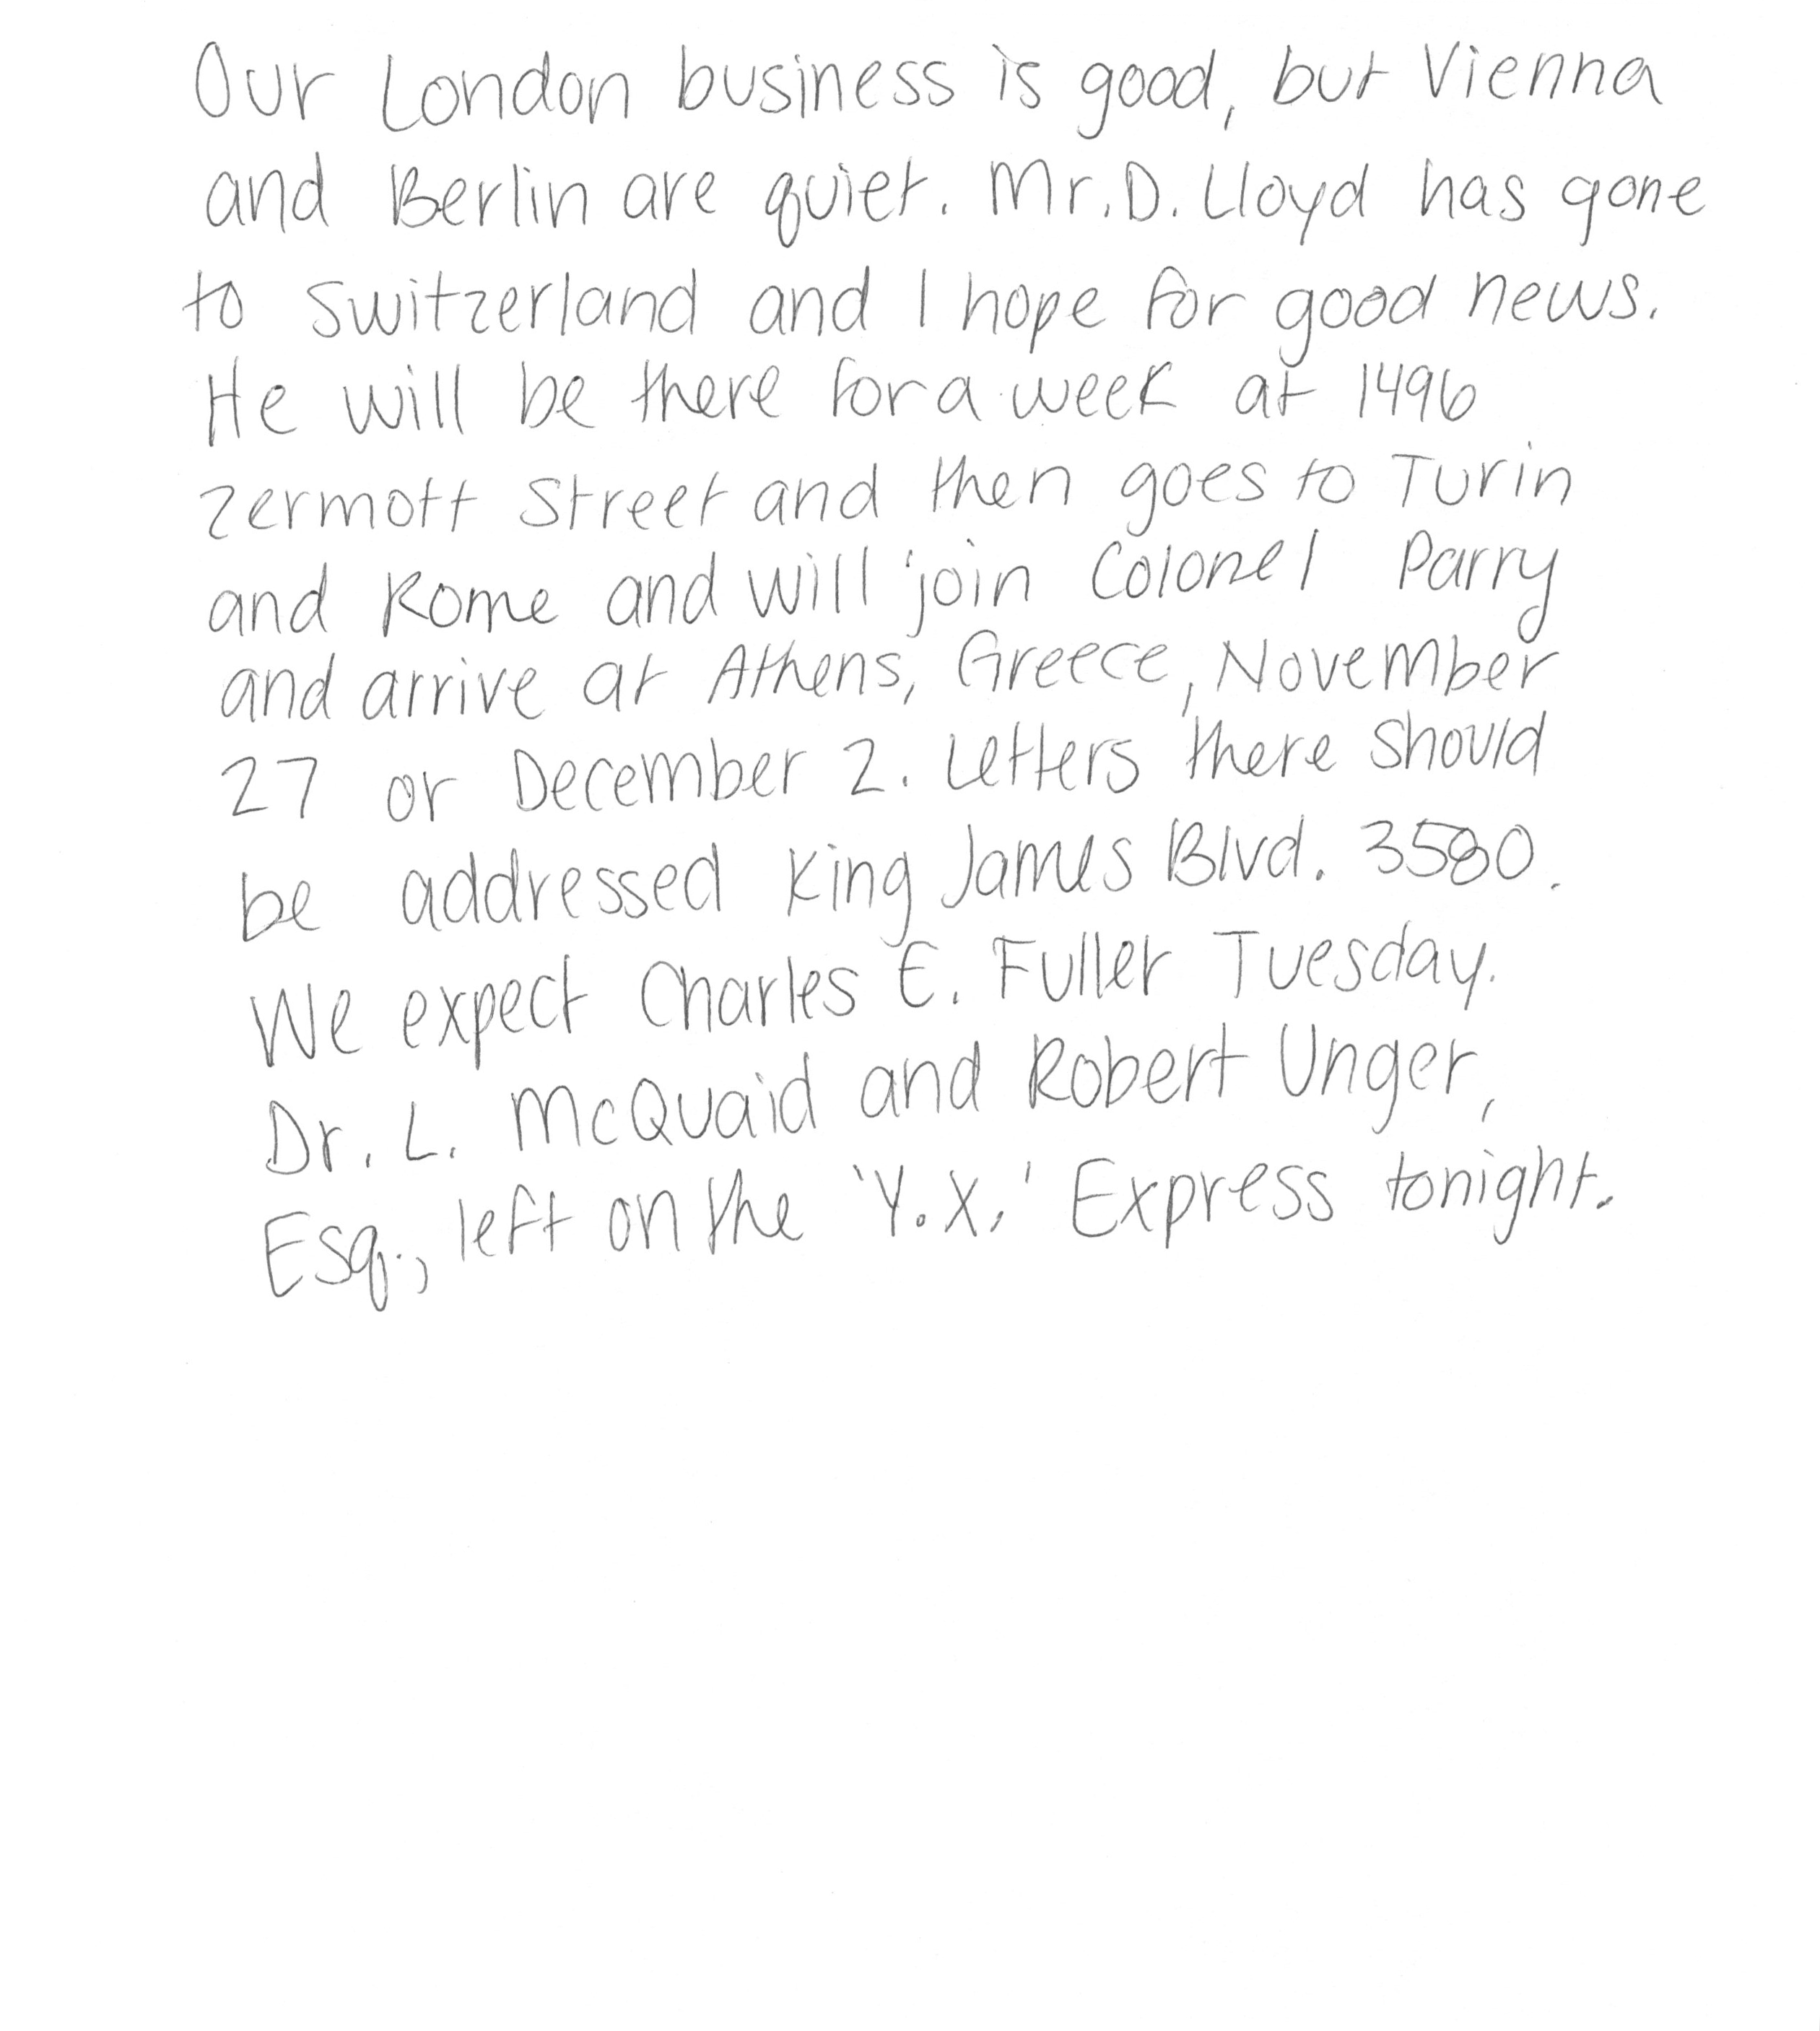 Our London business is good, but Vienna
and Berlin are quiet. Mr. D. Lloyd has gone
to Switzerland and I hope for good news.
He will be there for a week at 1496
Zermott Street and then goes to Turin
and Rome and will join Colonel Parry
and arrive at Athens, Greece, November
27 or December 2. Letters there should
be addressed King James Blvd. 3580.
We expect Charles E. Fuller Tuesday.
Dr. L. McQuaid and Robert Unger,
Esq., left on the 'Y.X.' Express tonight.